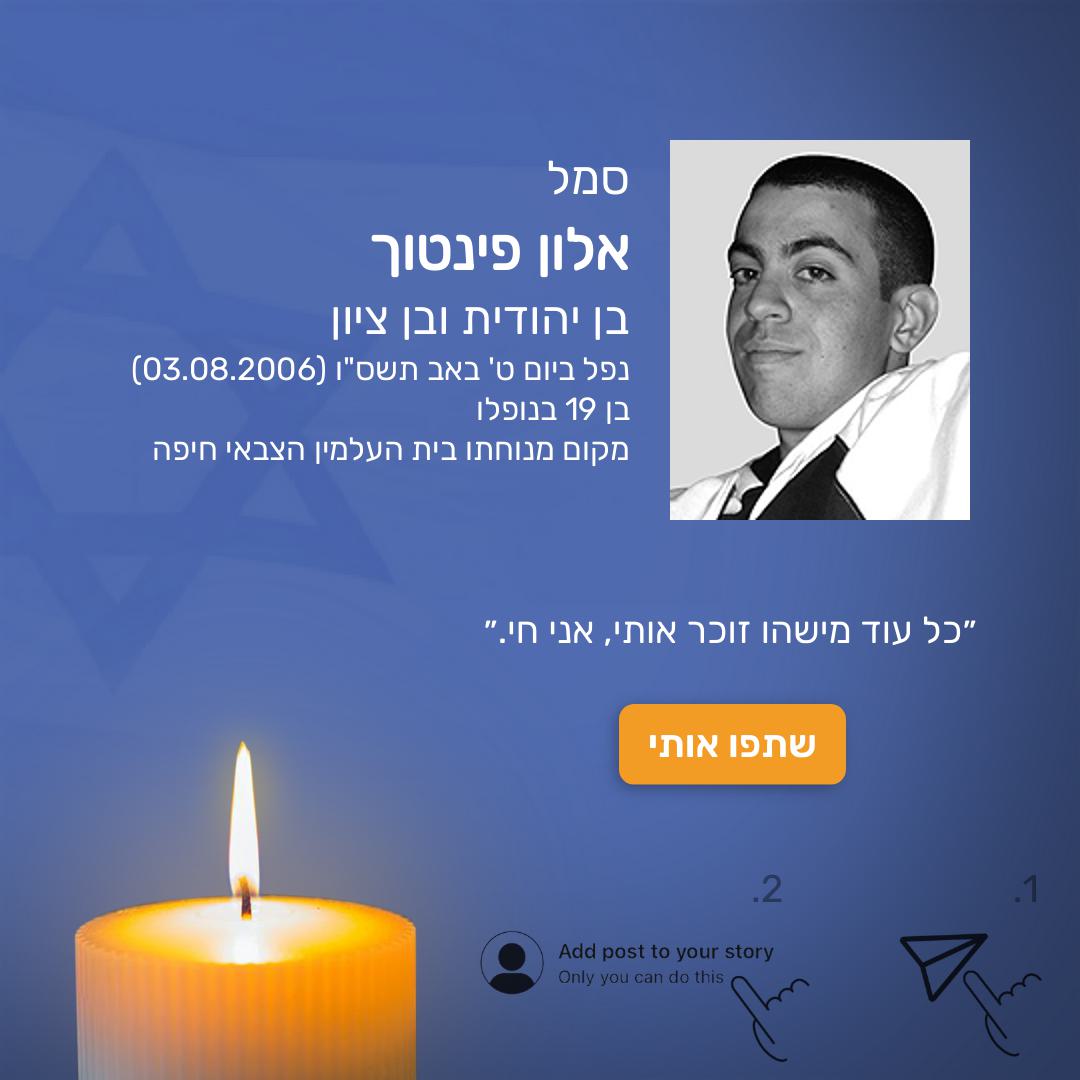 סמל
אלון פינטוך
בן יהודית ובן ציון
נפל ביום ט' באב תשס"ו (03.08.2006)
בן 19 בנופלו
מקום מנוחתו בית העלמין הצבאי חיפה
״כל עוד מישהו זוכר אותי, אני חי.״
שתפו אותי
1.
2.
Add post to your story
Only you can do this